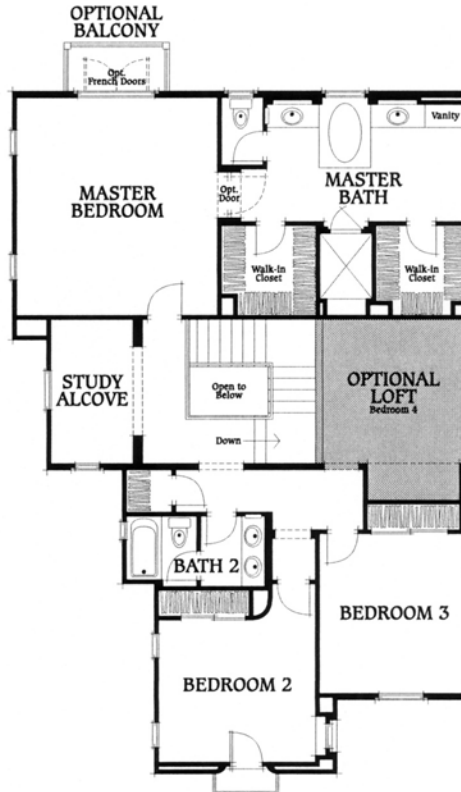 OPTIONAL
BALCONY
Opt.
French Doors
Vanity
MASTER
BEDROOM
Opt.
Door
MASTER
BATH
Walk-in
Closet
Walk-in
Closet
STUDY
ALCOVE
Open to
Below
OPTIONAL
LOFT
Bedroom 4
Down
BATH 2
BEDROOM 3
BEDROOM 2